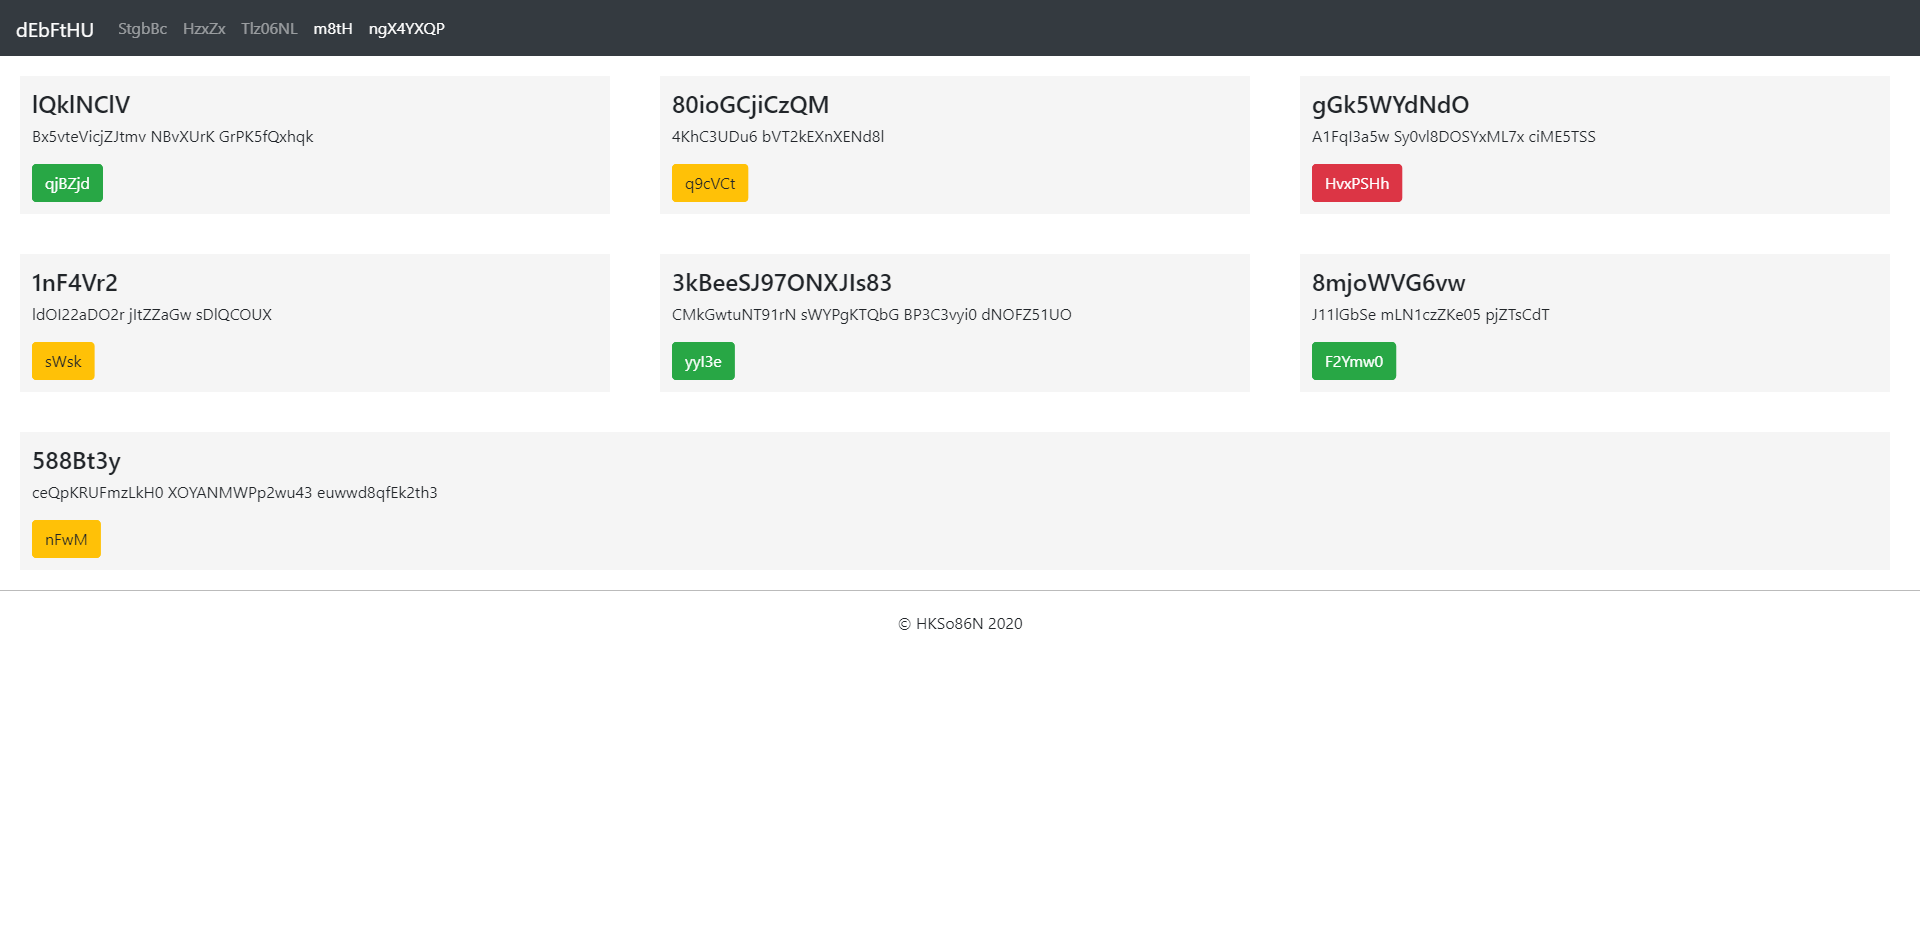 dEbFtHU StgbBc HzxZx Tlz06NL m8tH ngX4YXQP
lQklNClV
Bx5vteVicjZJtmv NBvXUrK GrPK5fQxhqk
qjBZjd
80ioGCjiCzQM
4KhC3UDu6 bVT2kEXnXENd8l
q9cVCt
gGk5WYdNdO
A1FqI3a5w Sy0vl8DOSYxML7x ciME5TSS
HvxPSHh
1nF4Vr2
ldOI22aDO2r jItZZaGw sDlQCOUX
sWsk
3kBeeSJ97ONXJIs83
CMkGwtuNT91rN sWYPgKTQbG BP3C3vyi0 dNOFZ51UO
yyI3e
8mjoWVG6vw
J11lGbSe mLN1czZKe05 pjZTsCdT
F2Ymw0
588Bt3y
ceQpKRUFmzLkH0 XOYANMWPp2wu43 euwwd8qfEk2th3
nFwM
© HKSo86N 2020